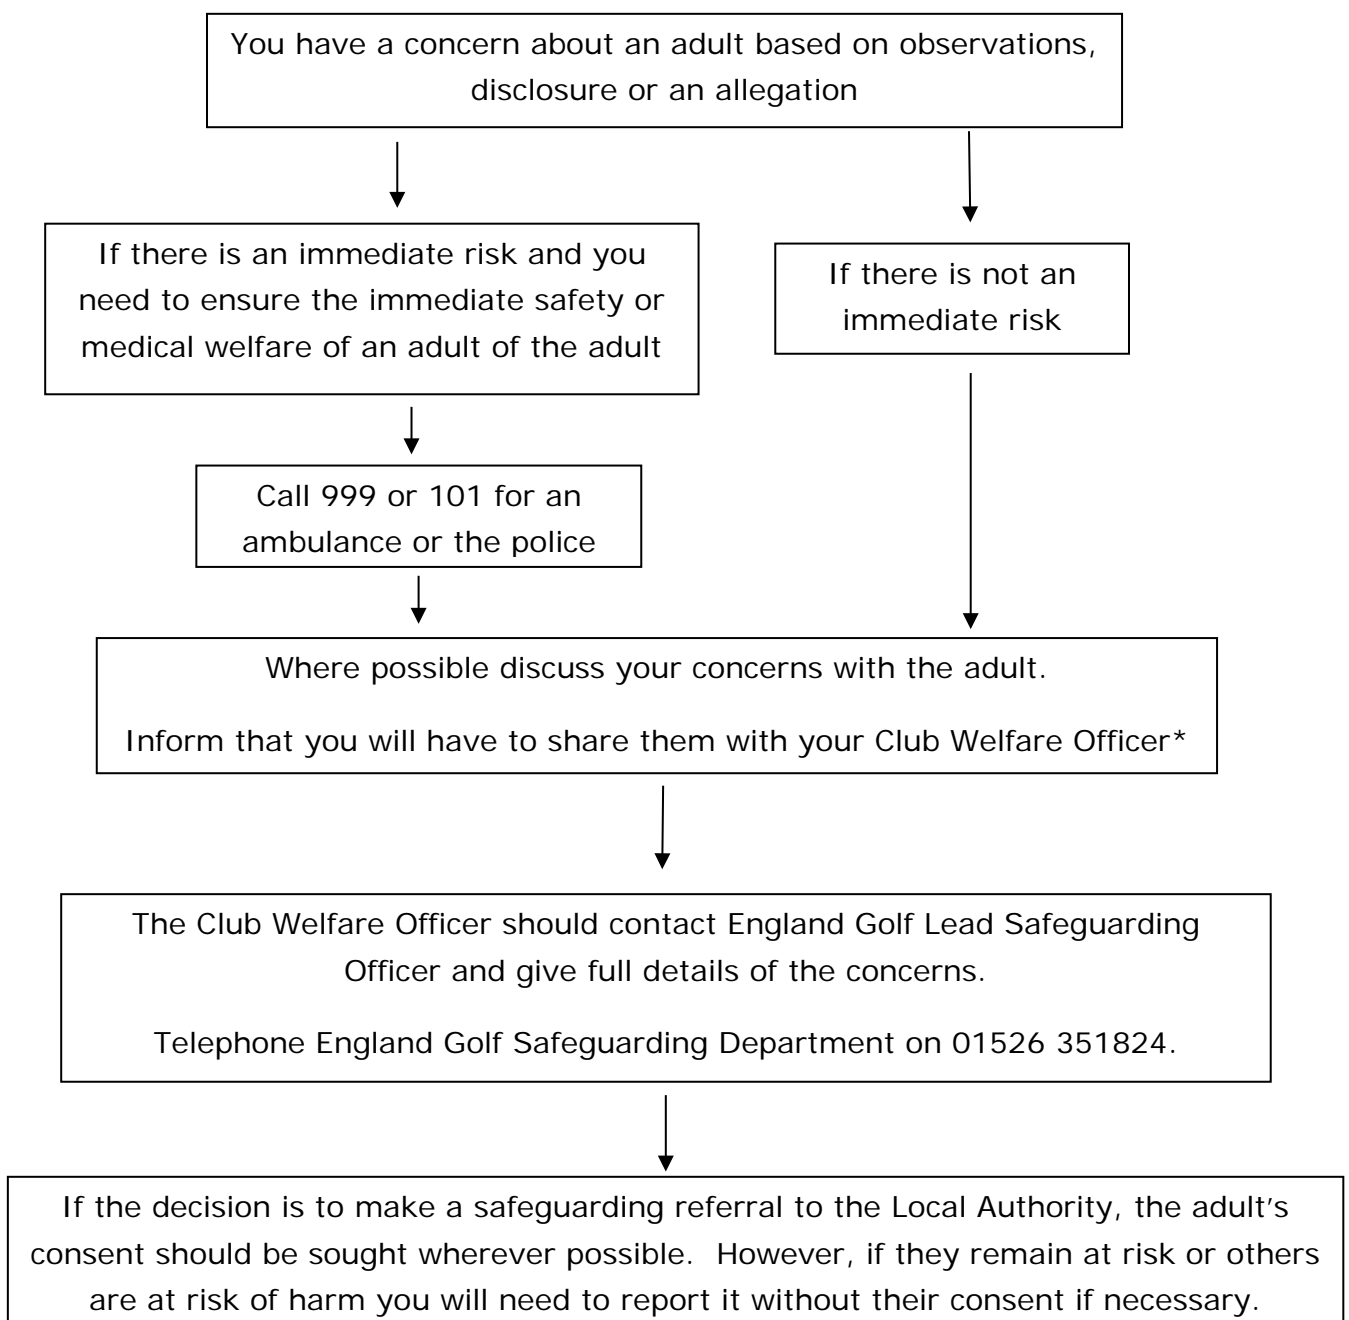 You have a concern about an adult based on observations,
disclosure or an allegation
If there is an immediate risk and you
need to ensure the immediate safety or
medical welfare of an adult of the adult
If there is not an
immediate risk
Call 999 or 101 for an
ambulance or the police
Where possible discuss your concerns with the adult.
Inform that you will have to share them with your Club Welfare Officer*
The Club Welfare Officer should contact England Golf Lead Safeguarding
Officer and give full details of the concerns.
Telephone England Golf Safeguarding Department on 01526 351824.
If the decision is to make a safeguarding referral to the Local Authority, the adult’s
consent should be sought wherever possible.  However, if they remain at risk or others
are at risk of harm you will need to report it without their consent if necessary.